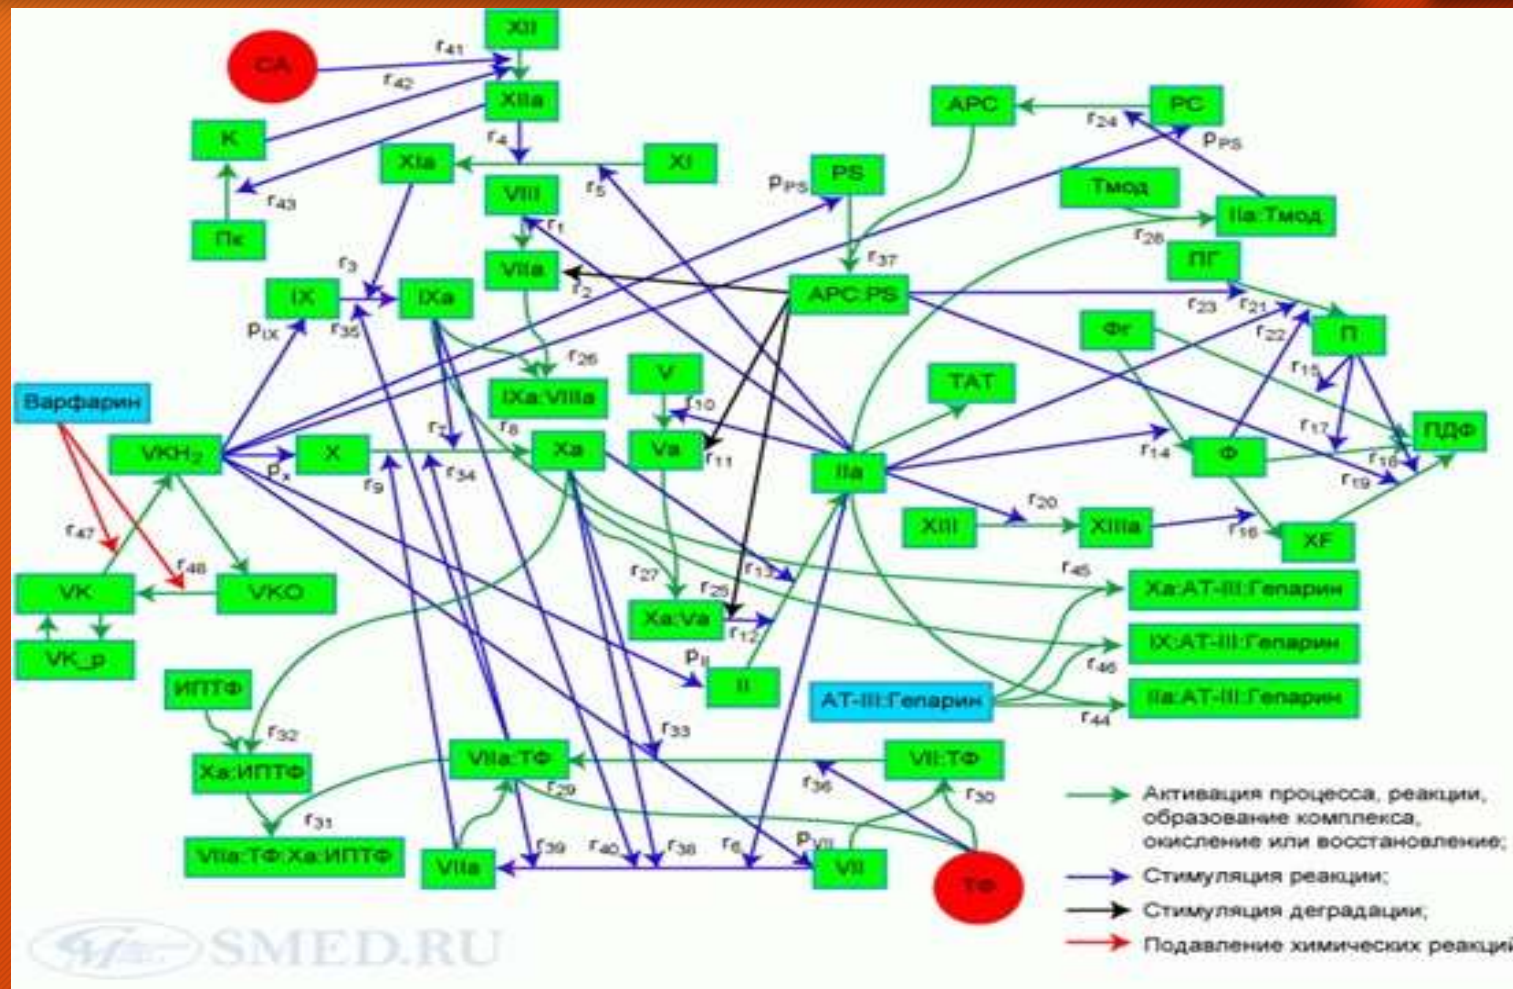 XII
СА
r41
r42
XIIa
APC
PC
r24
К
r4
PPS
XIa
XI
PS
PPS
r5
Тмод
r43
VIII
IIa:Тмод
Пк
r1
r28
r3
VIIa
r37
ПГ
r2
IX
IXa
APC:PS
r23
r21
PIX
r35
Фг
r22
П
r26
V
ТАТ
r15
Варфарин
IXa:VIIIa
r10
r7
r8
r17
ПДФ
VKH2
X
Xa
Va
r11
r14
Ф
r18
Px
r9
r34
IIa
r19
r20
r47
XIII
XIIIa
r16
XF
r48
r27
r13
r45
VK
VKO
r25
Xa:AT-III:Гепарин
Xa:Va
r12
VK_p
PII
IX:AT-III:Гепарин
r46
ИПТФ
II
АТ-III:Гепарин
IIa:AT-III:Гепарин
r44
r32
r33
Xa:ИПТФ
VIIa:ТФ
VII:ТФ
r29
r36
r30
Активация процесса, реакции,
образование комплекса,
окисление или восстановление;
r31
PVII
VIIa:ТФ:Xa:ИПТФ
r39
r40
r38
r6
VIIa
VII
ТФ
Стимуляция реакции;
Стимуляция деградации;
Подавление химических реакций
SMED.RU